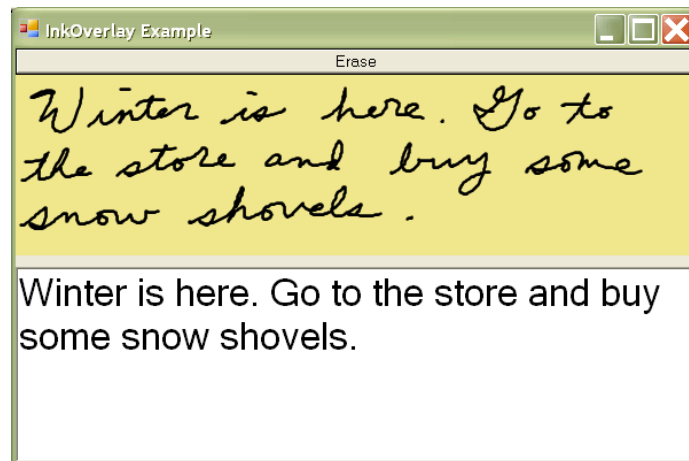 InkOverlay Example
Erase
Winter is here. Go to
the store and buy some
snow shovels.
Winter is here. Go to the store and buy
some snow shovels.